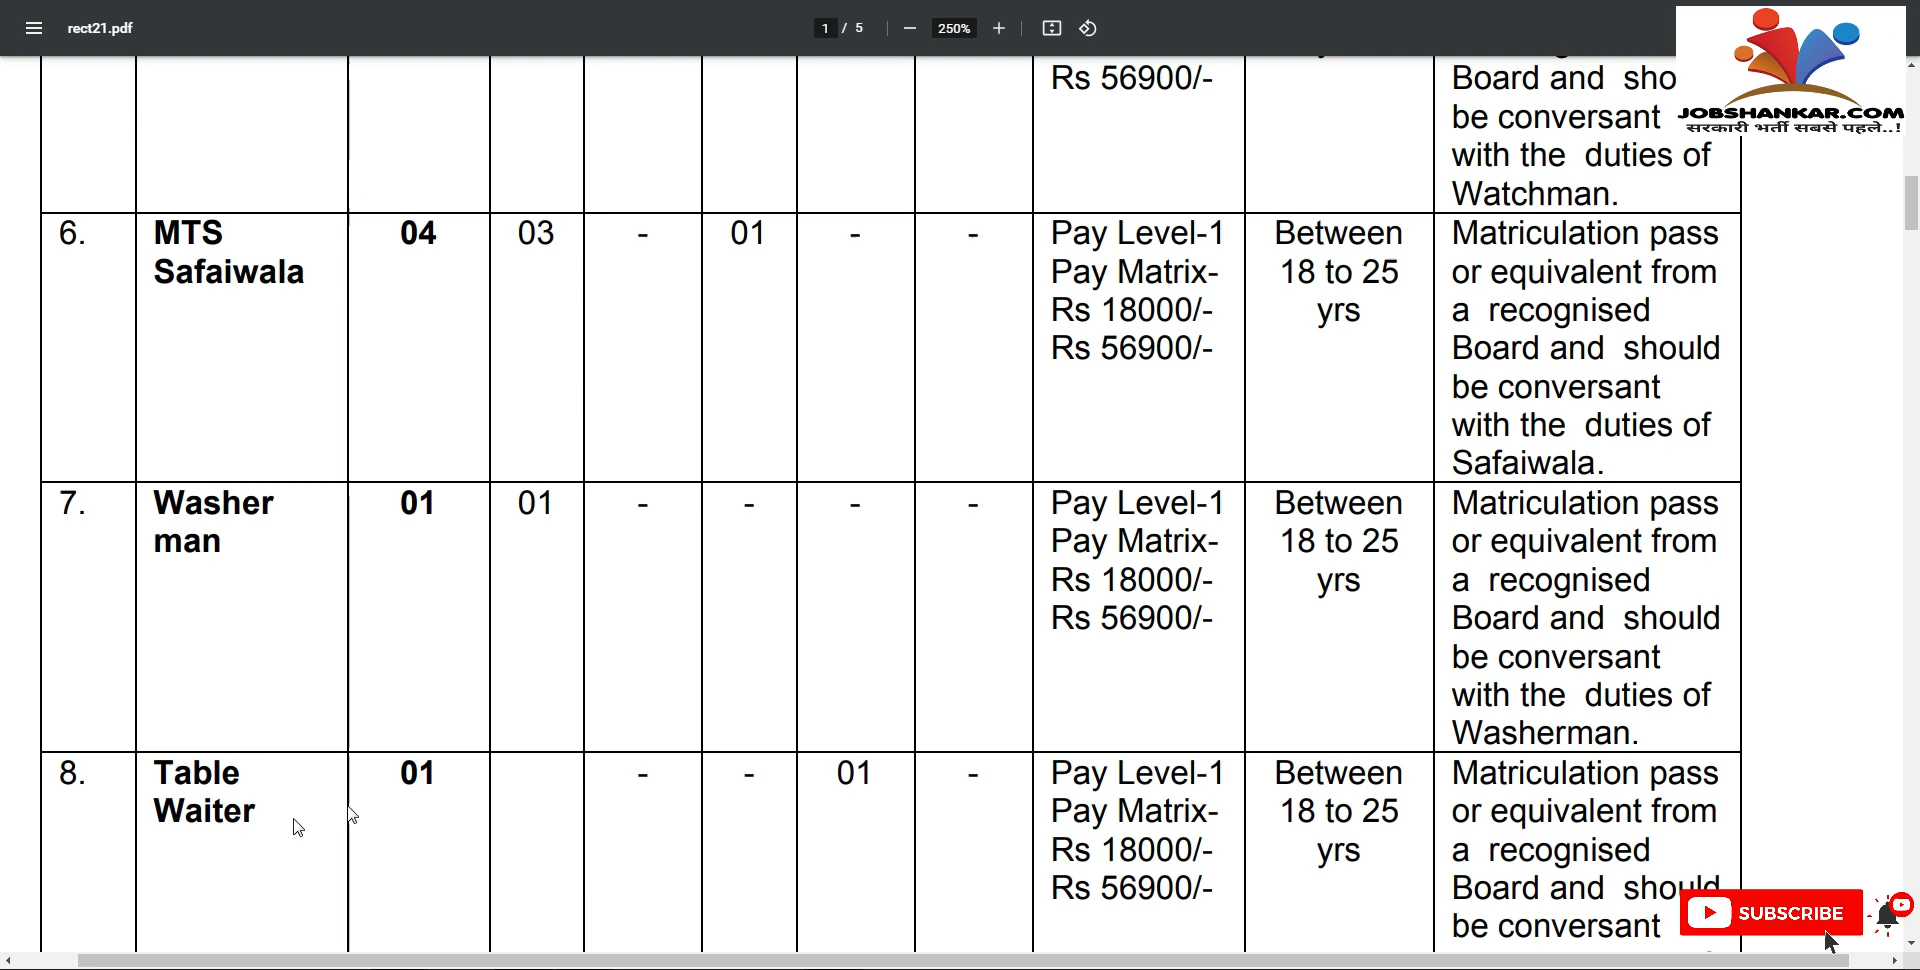 rect21.pdf
1 / 5
250%
JOBSHANKAR.COM
सरकारी भर्ती सबसे पहले..!
Rs 56900/-
Board and sho
be conversant
with the duties of
Watchman.
6. MTS Safaiwala 04 03 - 01 - -
Pay Level-1
Pay Matrix-
Rs 18000/-
Rs 56900/-
Between
18 to 25
yrs
Matriculation pass
or equivalent from
a recognised
Board and should
be conversant
with the duties of
Safaiwala.
7. Washer man 01 01 - - - -
Pay Level-1
Pay Matrix-
Rs 18000/-
Rs 56900/-
Between
18 to 25
yrs
Matriculation pass
or equivalent from
a recognised
Board and should
be conversant
with the duties of
Washerman.
8. Table Waiter 01 - - 01 -
Pay Level-1
Pay Matrix-
Rs 18000/-
Rs 56900/-
Between
18 to 25
yrs
Matriculation pass
or equivalent from
a recognised
Board and should
be conversant
SUBSCRIBE